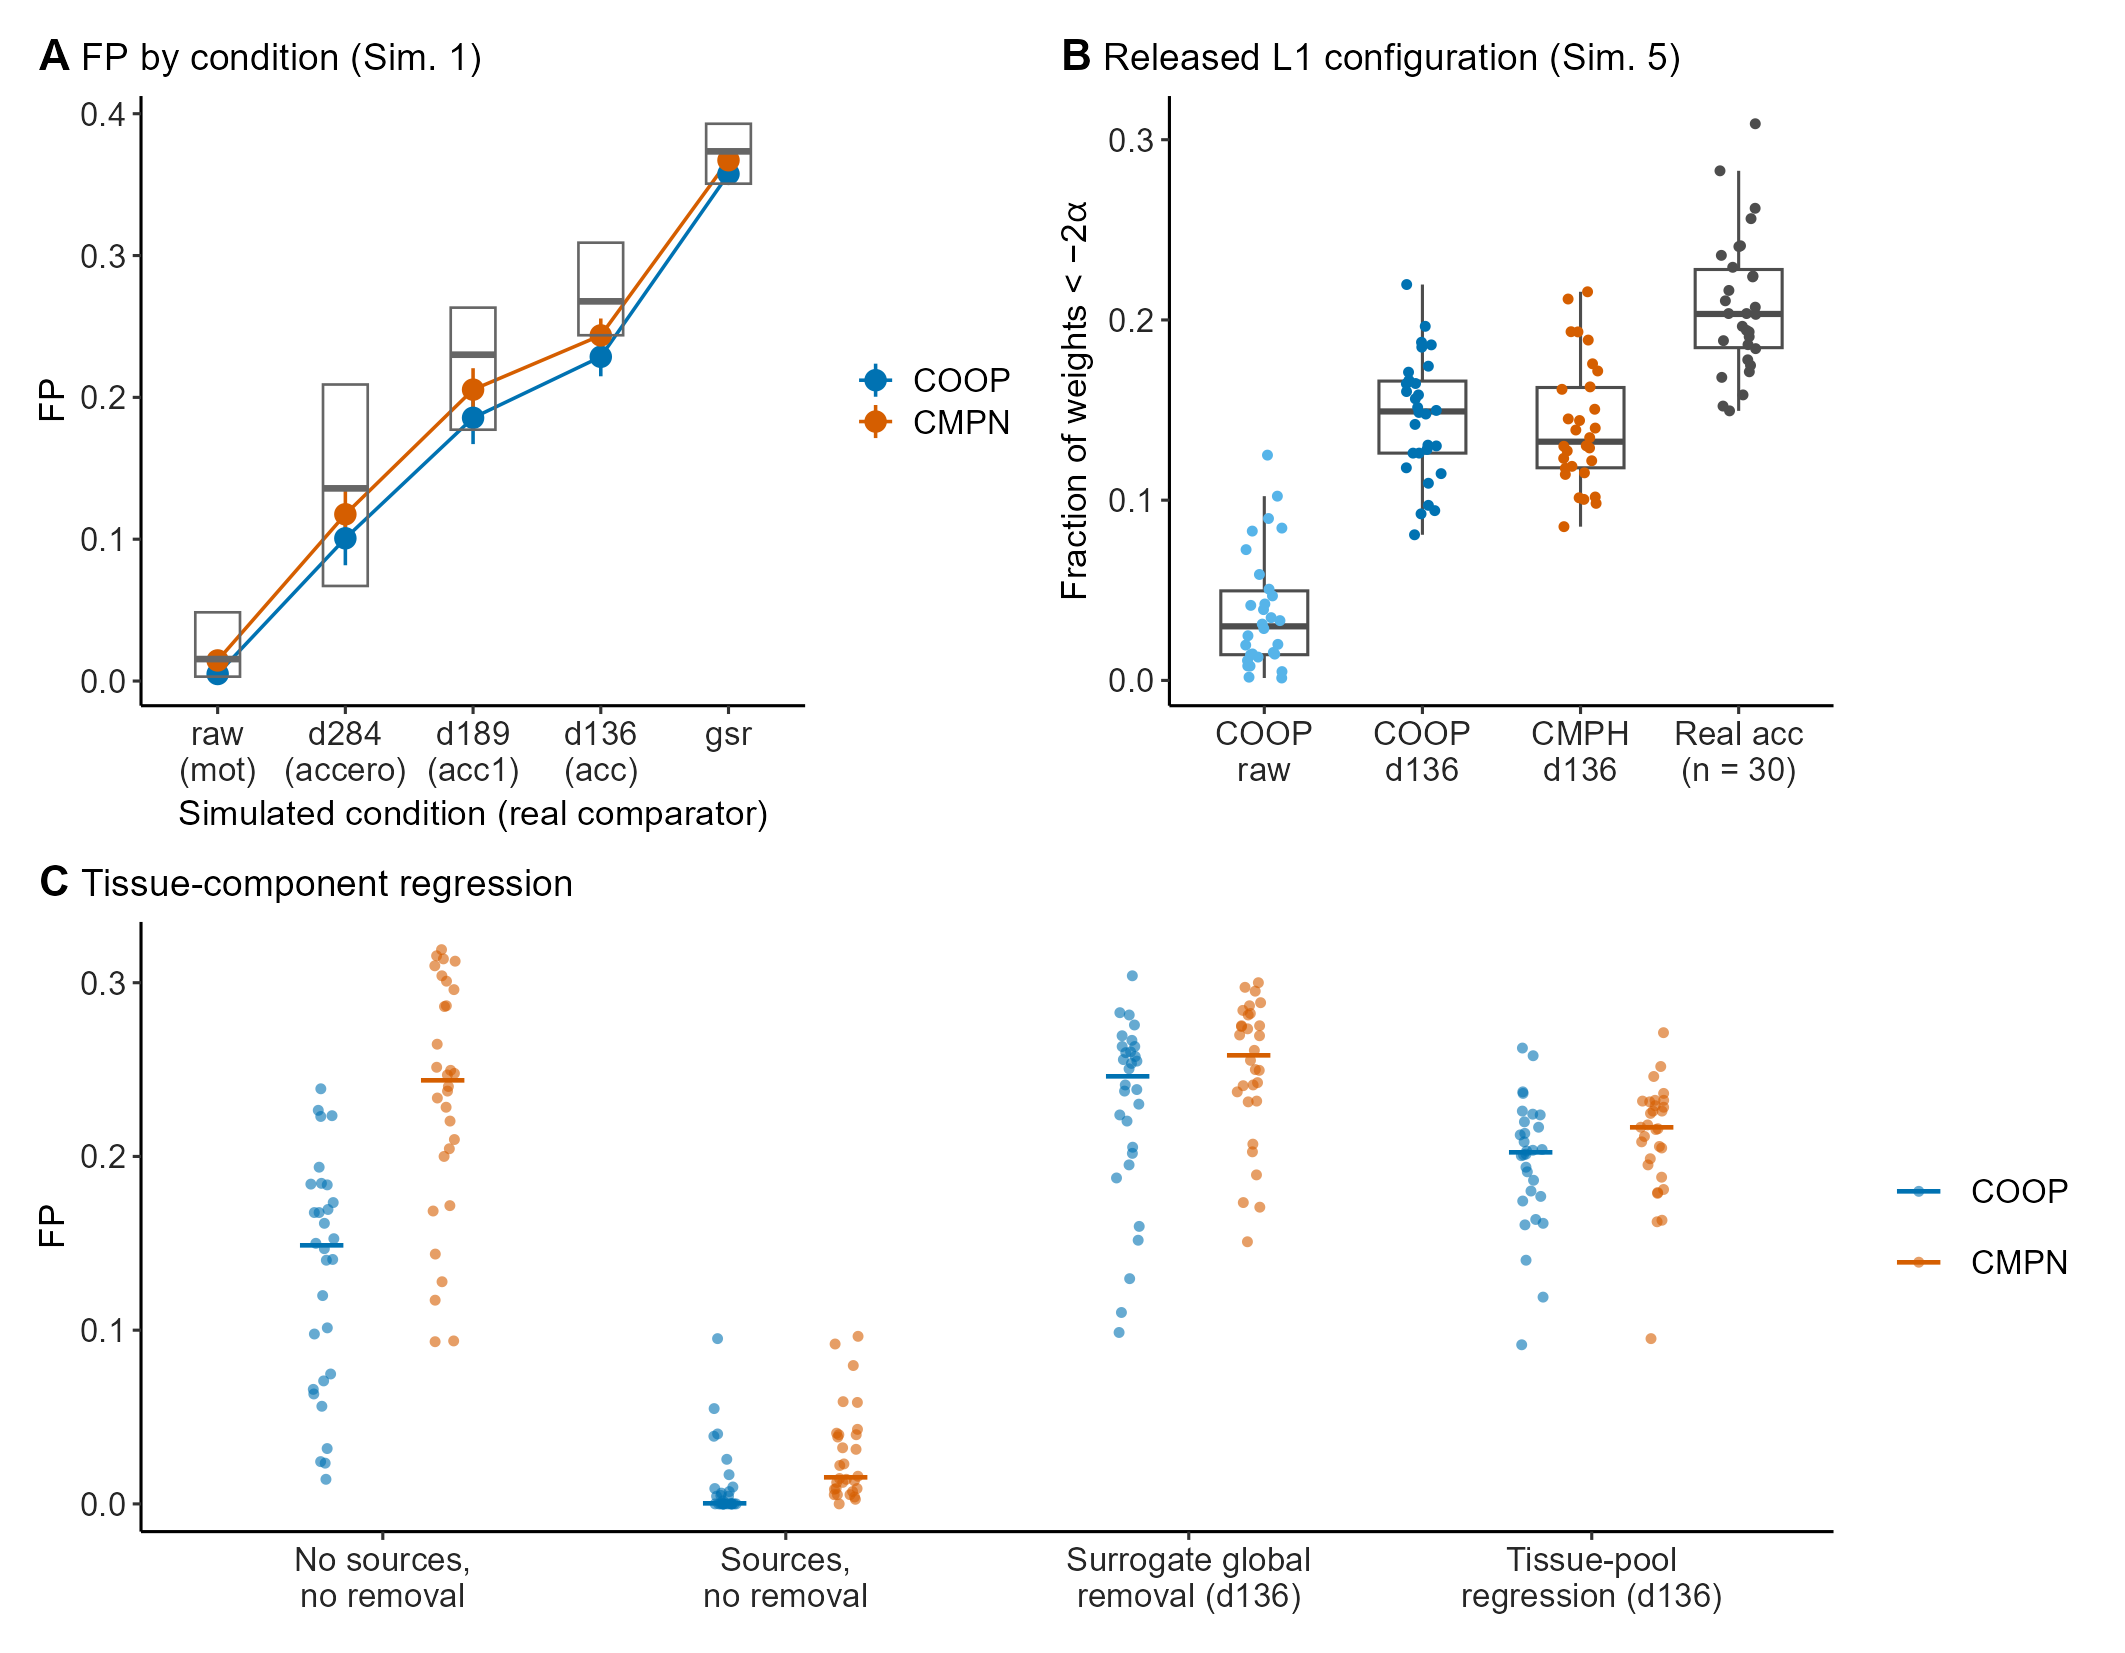 A FP by condition (Sim. 1)
FP
0.4
0.3
0.2
0.1
0.0
raw
(mot)
d284
(accero)
d189
(acc1)
d136
(acc)
gsr
Simulated condition (real comparator)
COOP
CMPN
B Released L1 configuration (Sim. 5)
Fraction of weights < −2α
0.3
0.2
0.1
0.0
COOP
raw
COOP
d136
CMPH
d136
Real acc
(n = 30)
C Tissue-component regression
FP
0.3
0.2
0.1
0.0
No sources,
no removal
Sources,
no removal
Surrogate global
removal (d136)
Tissue-pool
regression (d136)
COOP
CMPN